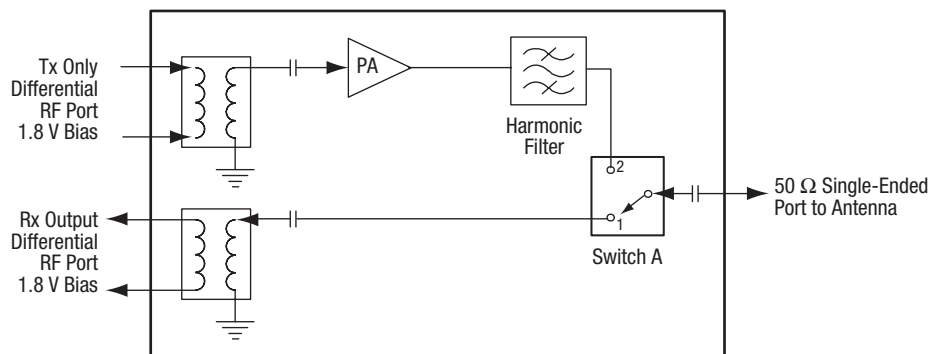 Tx Only
Differential
RF Port
1.8 V Bias
PA
Harmonic
Filter
2
1
Switch A
50 Ω Single-Ended
Port to Antenna
Rx Output
Differential
RF Port
1.8 V Bias